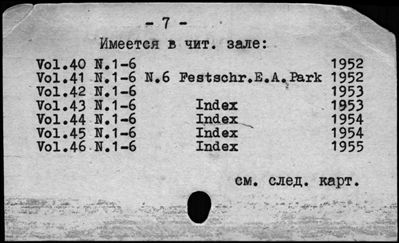 - 7 -
Имеется в чит. зале:
Vol.40 N.1-6 1952
Vol.41 N.1-6 N.6 Festschr.E.A.Park 1952
Vol.42 N.1-6 1953
Vol.43 N.1-6 Index 1953
Vol.44 N.1-6 Index 1954
Vol.45 N.1-6 Index 1954
Vol.46 N.1-6 Index 1955
см. след. карт.